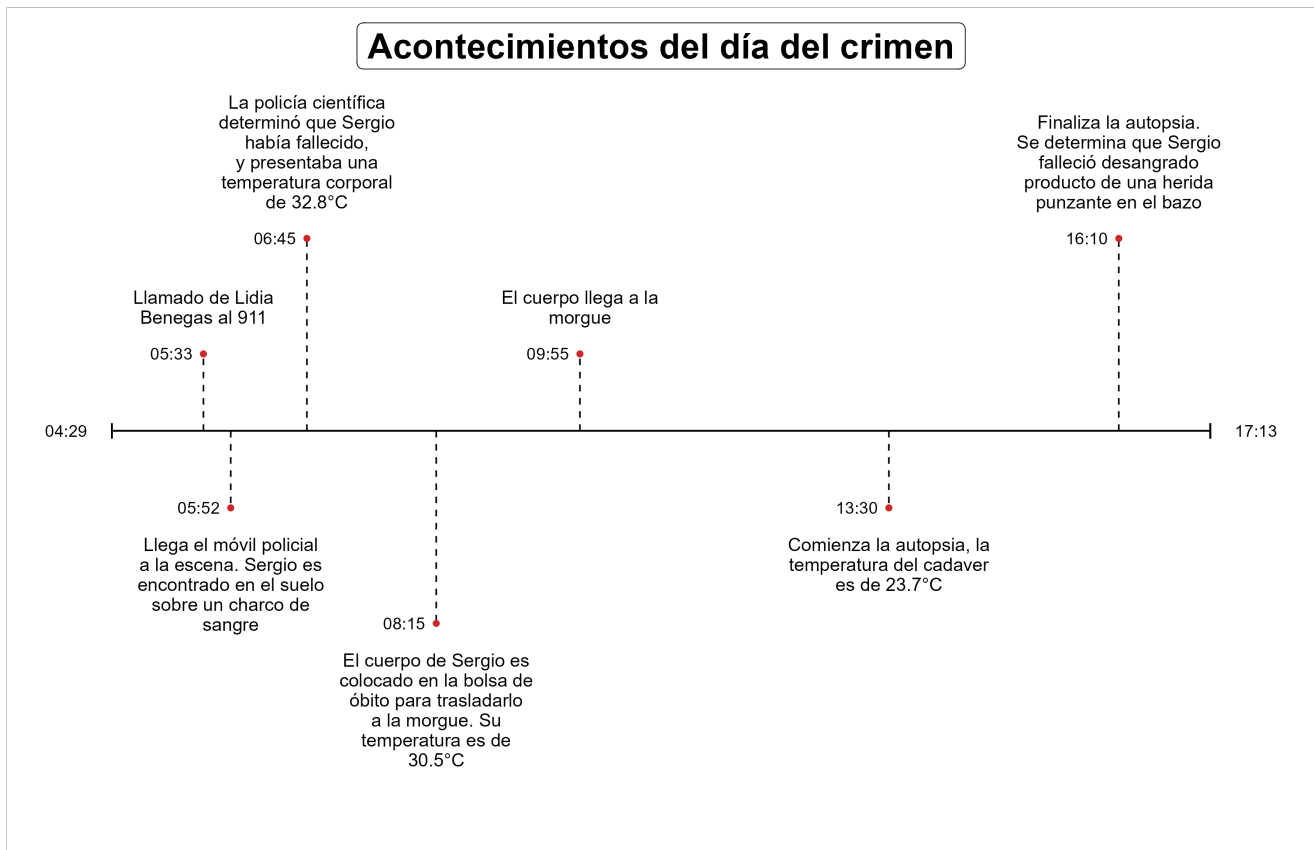 Acontecimientos del día del crimen
La policía científica
determinó que Sergio
había fallecido,
y presentaba una
temperatura corporal
de 32.8°C
06:45
Finaliza la autopsia.
Se determina que Sergio
falleció desangrado
producto de una herida
punzante en el bazo
16:10
Llamado de Lidia
Benegas al 911
05:33
El cuerpo llega a la
morgue
09:55
04:29
17:13
05:52
Llega el móvil policial
a la escena. Sergio es
encontrado en el suelo
sobre un charco de
sangre
13:30
Comienza la autopsia, la
temperatura del cadaver
es de 23.7°C
08:15
El cuerpo de Sergio es
colocado en la bolsa de
óbito para trasladarlo
a la morgue. Su
temperatura es de
30.5°C